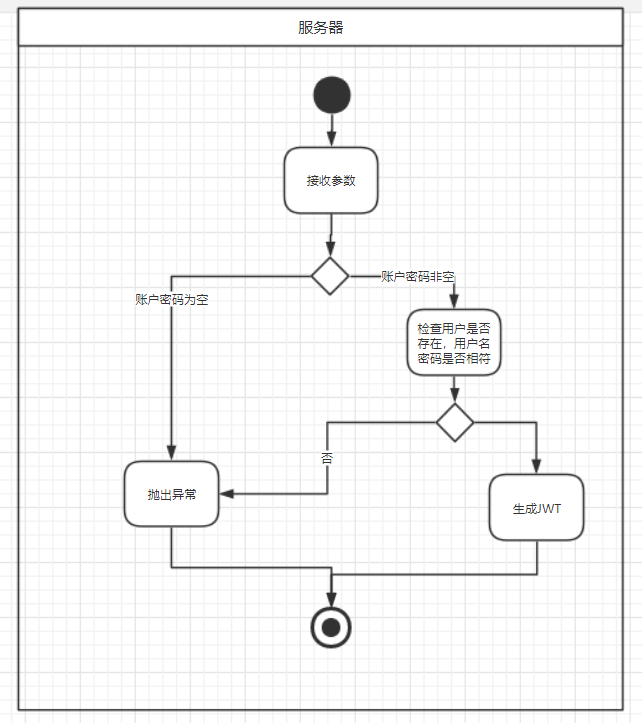 服务器
接收参数
账户密码非空
账户密码为空
检查用户是否
存在，用户名
密码是否相符
否
抛出异常
生成JWT